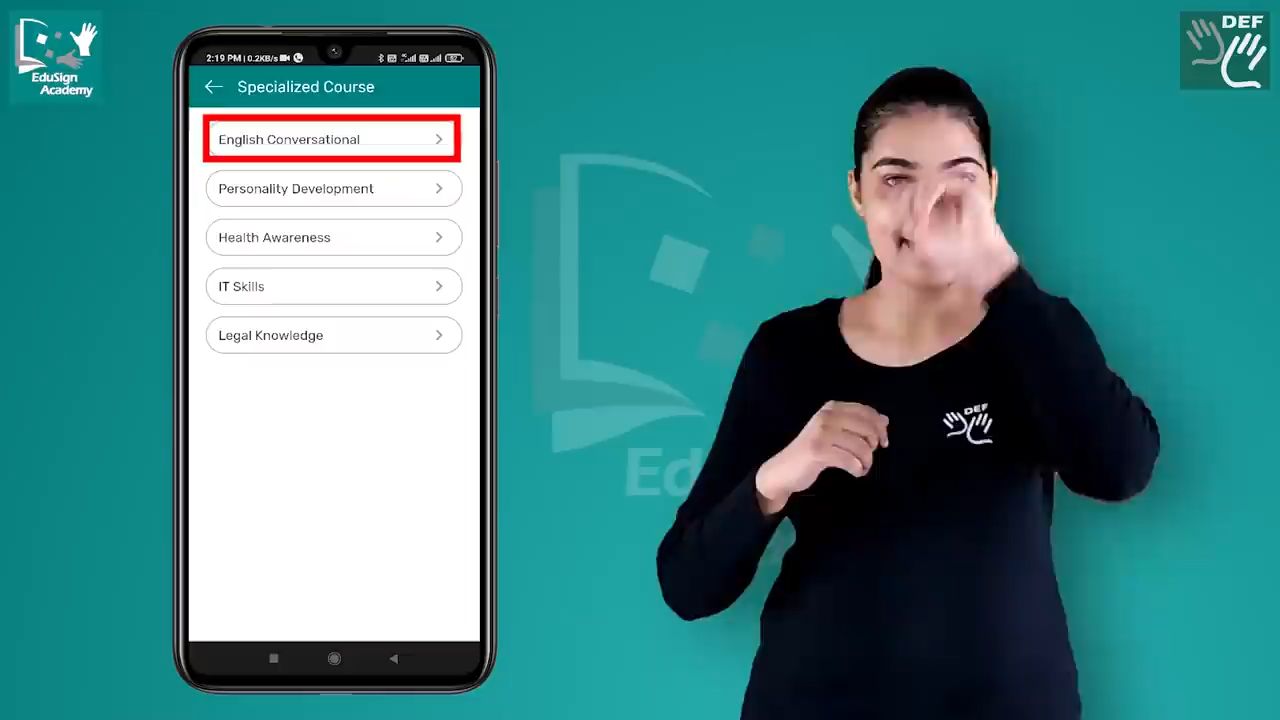 EduSign
Academy
2:19 PM | 0.2KB/s
Specialized Course
English Conversational
Personality Development
Health Awareness
IT Skills
Legal Knowledge
DEF
DEF
Ed